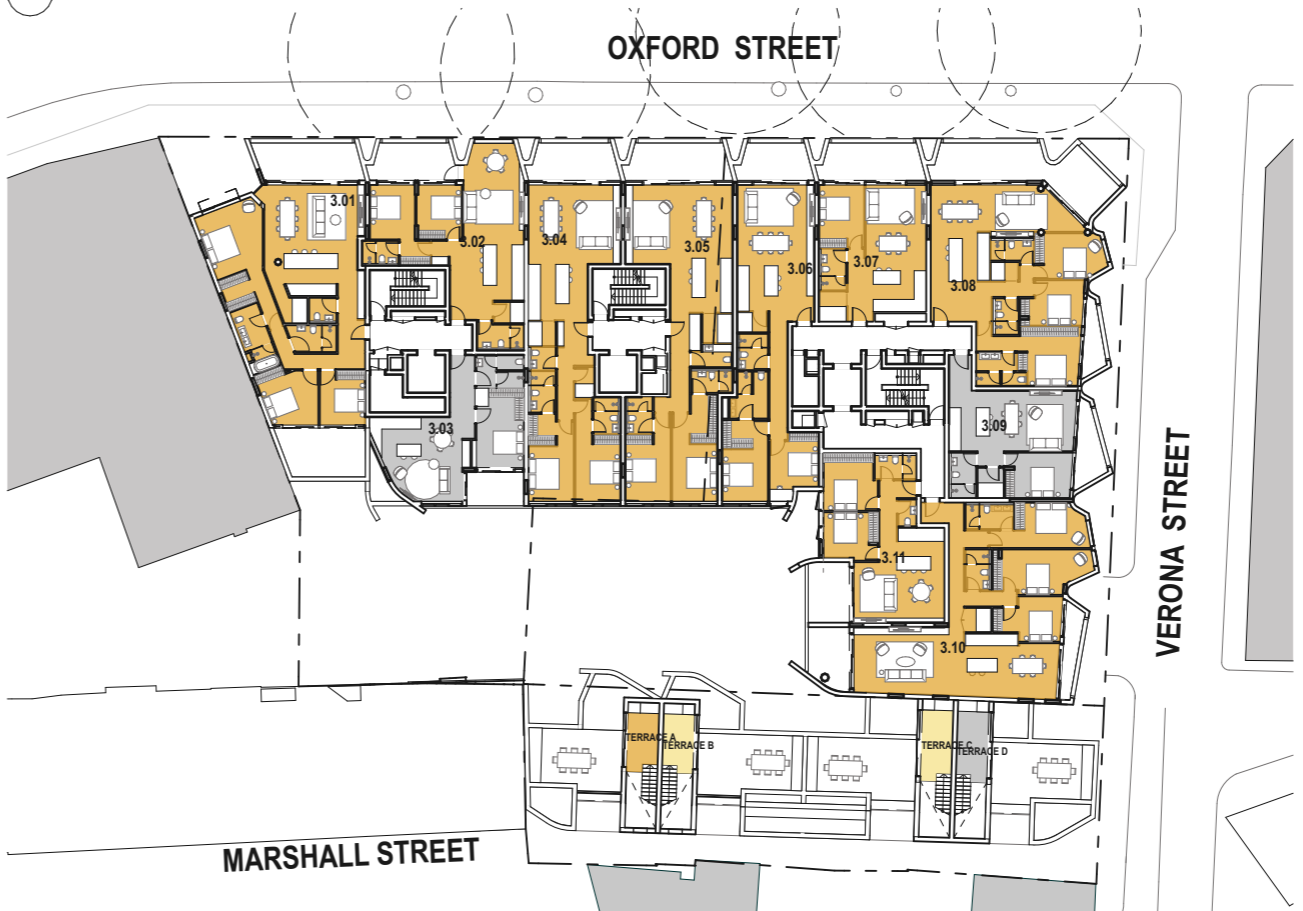 OXFORD STREET
3.01
3.02
3.04
3.05
3.06
3.07
3.08
3.03
3.09
VERONA STREET
3.11
3.10
TERRACE A
TERRACE B
TERRACE C
TERRACE D
MARSHALL STREET